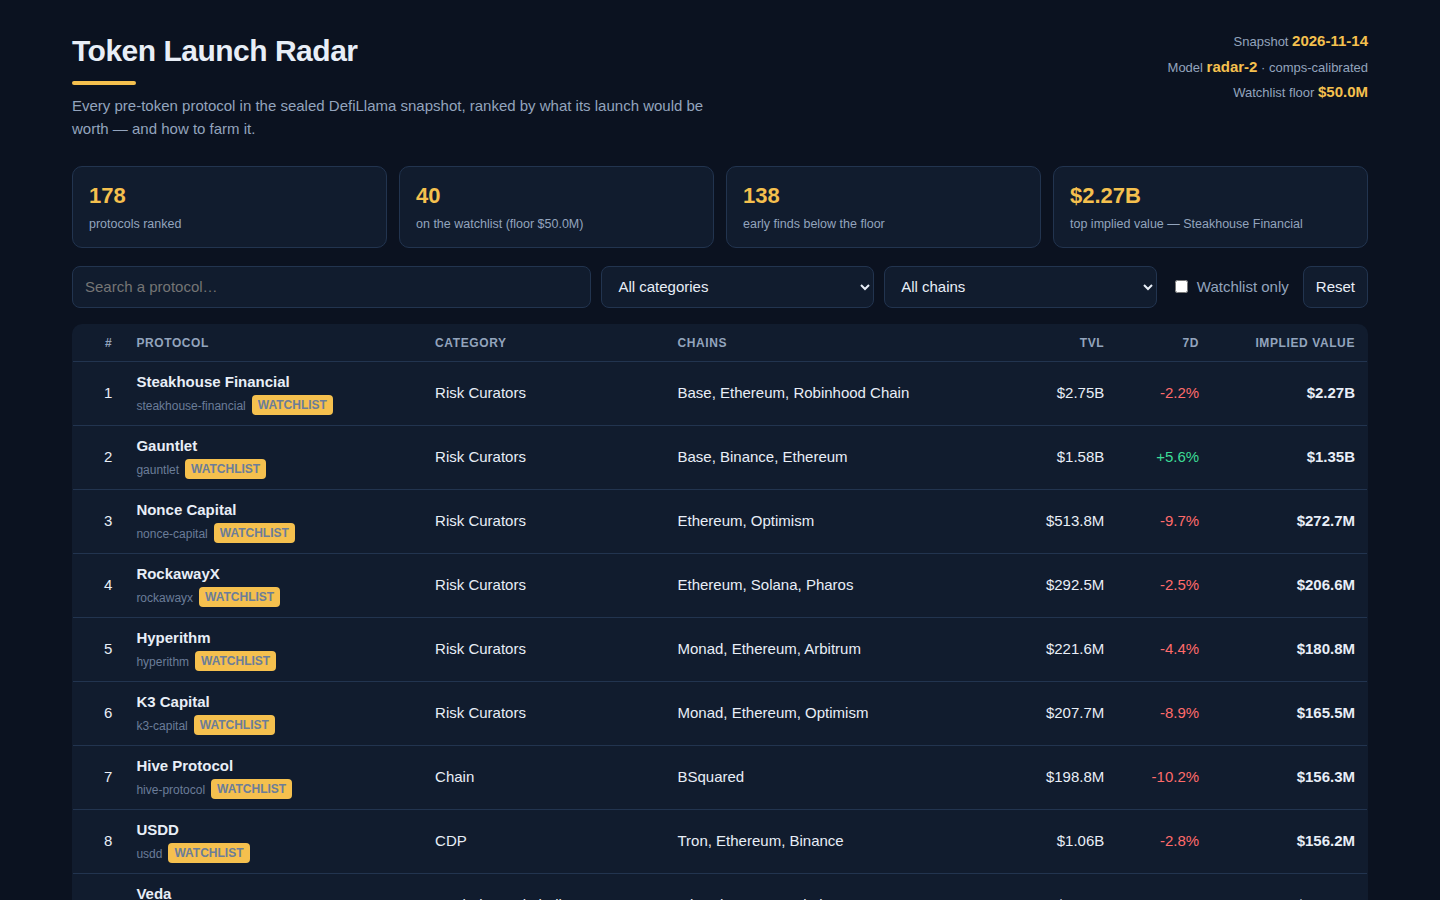 Token Launch Radar
Snapshot 2026-11-14
Model radar-2 · comps-calibrated
Watchlist floor $50.0M
Every pre-token protocol in the sealed DefiLlama snapshot, ranked by what its launch would be
worth — and how to farm it.
178
protocols ranked
40
on the watchlist (floor $50.0M)
138
early finds below the floor
$2.27B
top implied value — Steakhouse Financial
Search a protocol…
All categories
All chains
Watchlist only
Reset
# PROTOCOL CATEGORY CHAINS TVL 7D IMPLIED VALUE
1 Steakhouse Financial Risk Curators Base, Ethereum, Robinhood Chain $2.75B -2.2% $2.27B
steakhouse-financial WATCHLIST
2 Gauntlet Risk Curators Base, Binance, Ethereum $1.58B +5.6% $1.35B
gauntlet WATCHLIST
3 Nonce Capital Risk Curators Ethereum, Optimism $513.8M -9.7% $272.7M
nonce-capital WATCHLIST
4 RockawayX Risk Curators Ethereum, Solana, Pharos $292.5M -2.5% $206.6M
rockawayx WATCHLIST
5 Hyperithm Risk Curators Monad, Ethereum, Arbitrum $221.6M -4.4% $180.8M
hyperithm WATCHLIST
6 K3 Capital Risk Curators Monad, Ethereum, Optimism $207.7M -8.9% $165.5M
k3-capital WATCHLIST
7 Hive Protocol Chain BSquared $198.8M -10.2% $156.3M
hive-protocol WATCHLIST
8 USDD CDP Tron, Ethereum, Binance $1.06B -2.8% $156.2M
usdd WATCHLIST
Veda